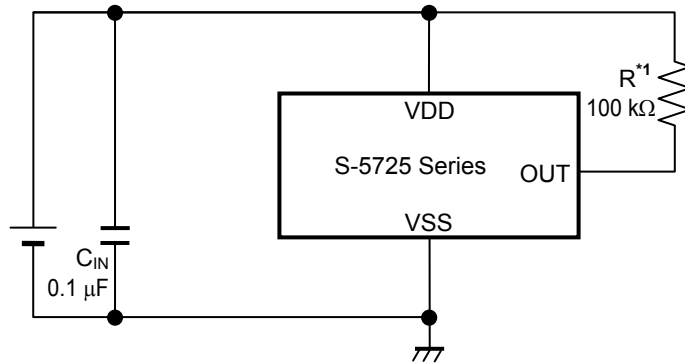 R*1
100 kΩ
VDD
S-5725 Series
OUT
VSS
CIN
0.1 μF